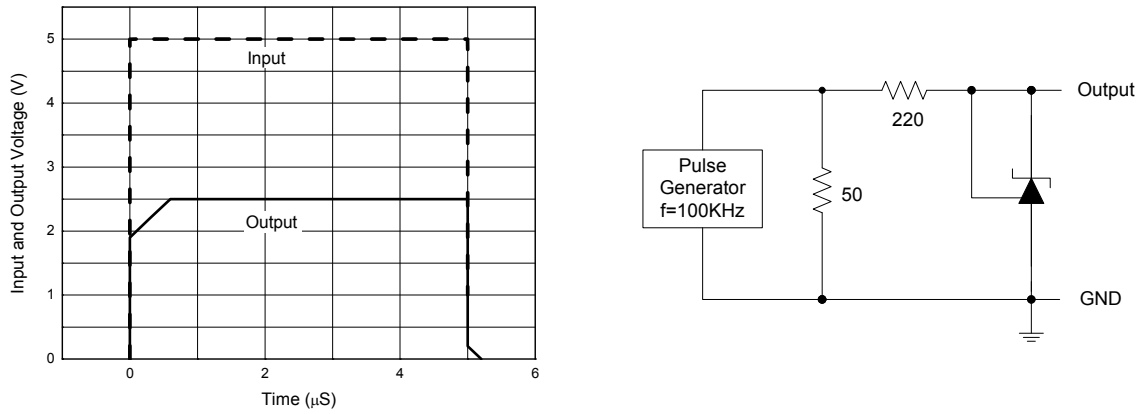 Input and Output Voltage (V)
5
4
3
2
1
0
Input
Output
0
2
4
6
Time (μS)
Pulse
Generator
f=100KHz
50
220
Output
GND